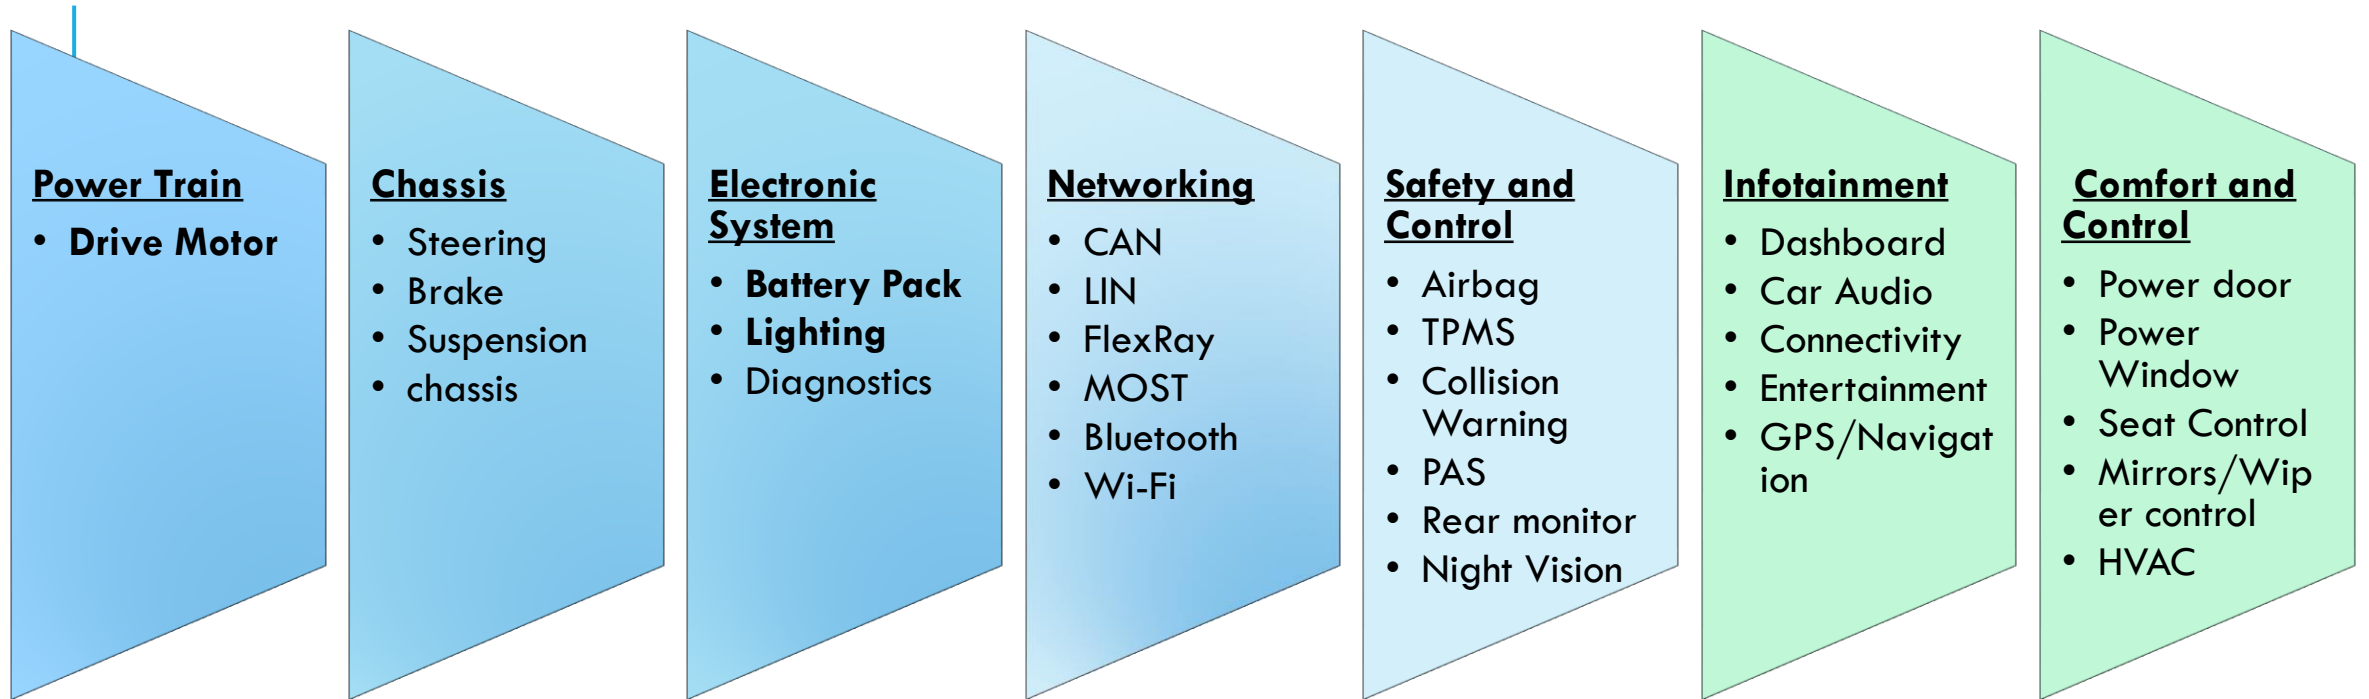 Power Train
• Drive Motor
Chassis
• Steering
• Brake
• Suspension
• chassis
Electronic
System
• Battery Pack
• Lighting
• Diagnostics
Networking
• CAN
• LIN
• FlexRay
• MOST
• Bluetooth
• Wi-Fi
Safety and
Control
• Airbag
• TPMS
• Collision
Warning
• PAS
• Rear monitor
• Night Vision
Infotainment
• Dashboard
• Car Audio
• Connectivity
• Entertainment
• GPS/Navigat
ion
Comfort and
Control
• Power door
• Power
Window
• Seat Control
• Mirrors/Wip
er control
• HVAC